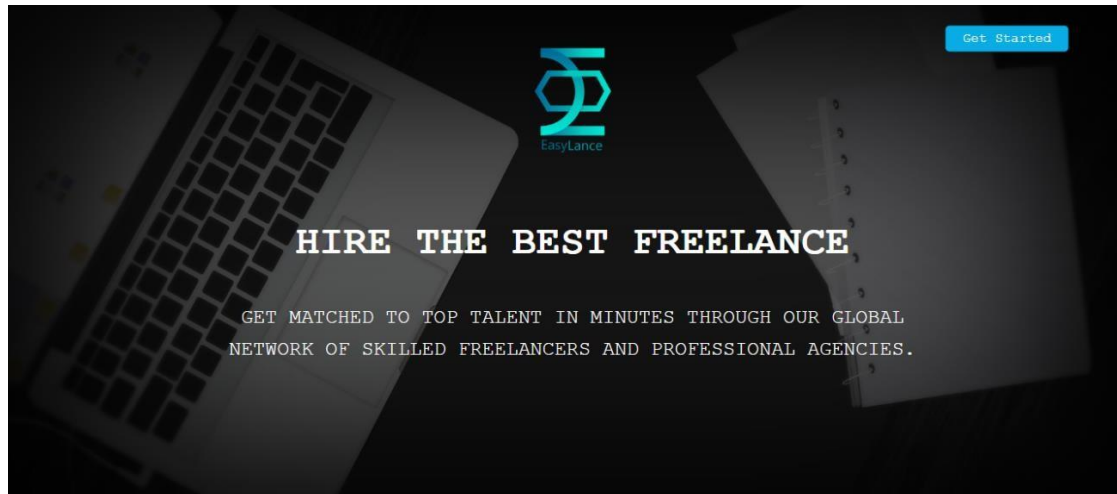 Get Started
EasyLance
HIRE THE BEST FREELANCE
GET MATCHED TO TOP TALENT IN MINUTES THROUGH OUR GLOBAL
NETWORK OF SKILLED FREELANCERS AND PROFESSIONAL AGENCIES.